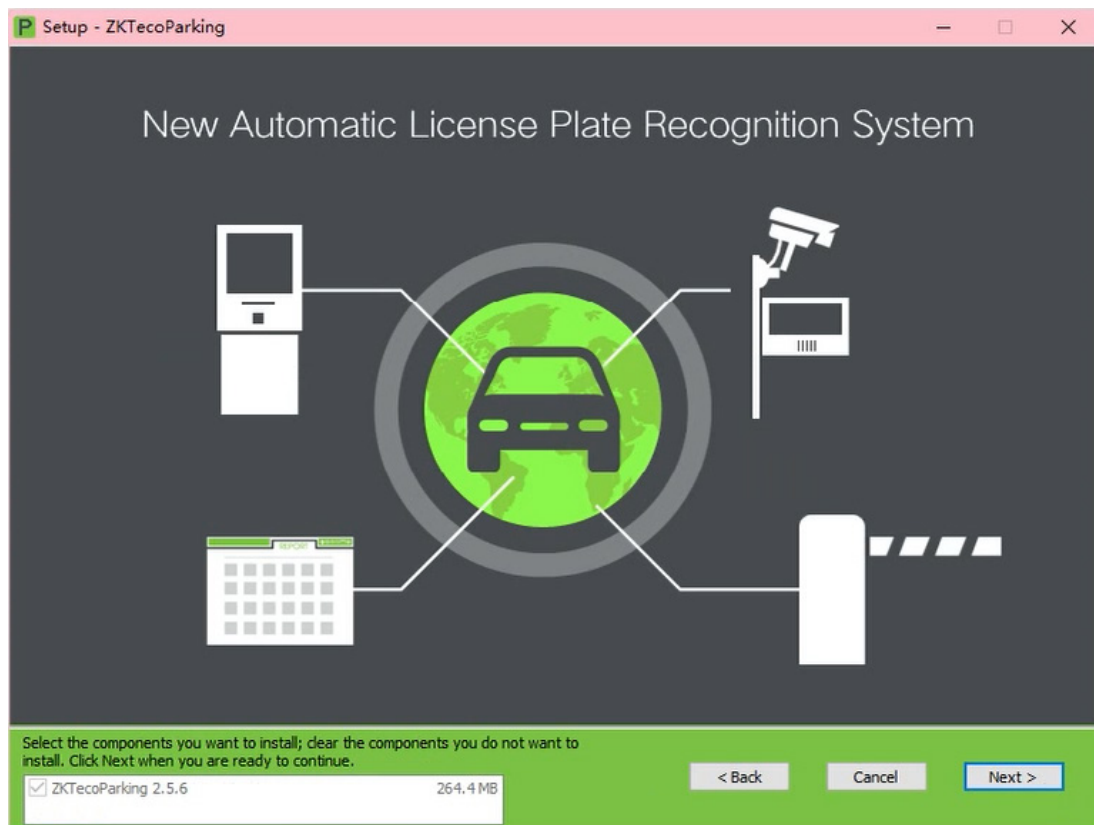 Setup - ZKTecoParking
New Automatic License Plate Recognition System
REPORT
Select the components you want to install; clear the components you do not want to
install. Click Next when you are ready to continue.
ZKTecoParking 2.5.6 264.4 MB
< Back Cancel Next >